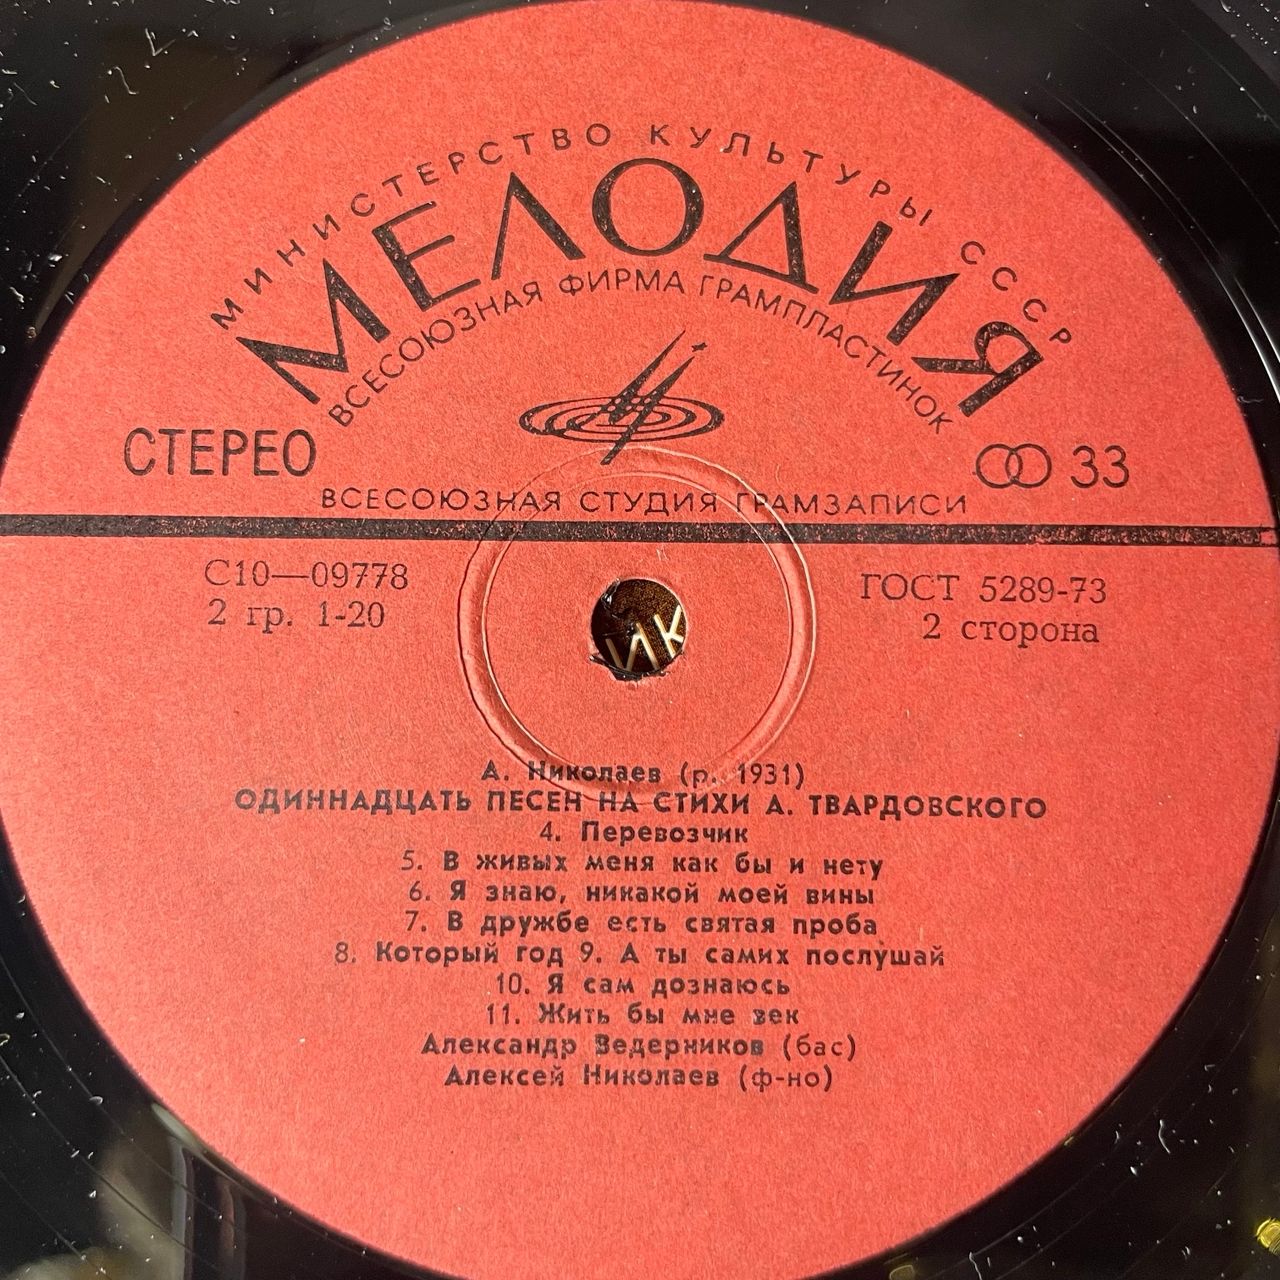 МИНИСТЕРСТВО КУЛЬТУРЫ СССР
МЕЛОДИЯ
ВСЕСОЮЗНАЯ ФИРМА ГРАМПЛАСТИНОК
СТЕРЕО
33
ВСЕСОЮЗНАЯ СТУДИЯ ГРАМЗАПИСИ
С10—09778
2 гр. 1-20
ГОСТ 5289-73
2 сторона
ИК
А. Николаев (р. 1931)
ОДИННАДЦАТЬ ПЕСЕН НА СТИХИ А. ТВАРДОВСКОГО
4. Перевозчик
5. В живых меня как бы и нету
6. Я знаю, никакой моей вины
7. В дружбе есть святая проба
8. Который год 9. А ты самих послушай
10. Я сам дознаюсь
11. Жить бы мне век
Александр Ведерников (бас)
Алексей Николаев (ф-но)